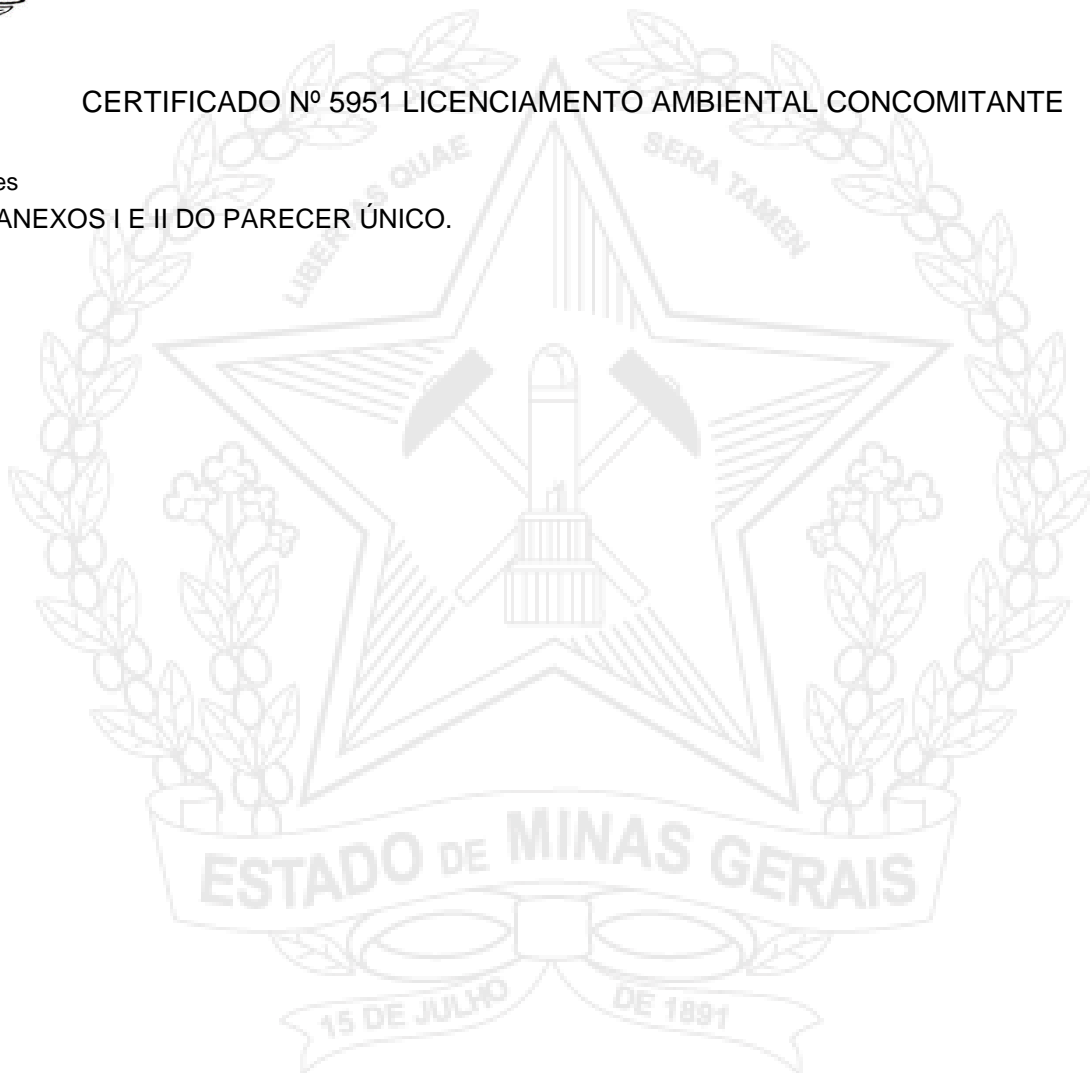 CERTIFICADO Nº 5951 LICENCIAMENTO AMBIENTAL CONCOMITANTE
es
ANEXOS I E II DO PARECER ÚNICO.
LIBERTAS QUAE SERA TAMEN
ESTADO DE MINAS GERAIS
15 DE JULHO DE 1891